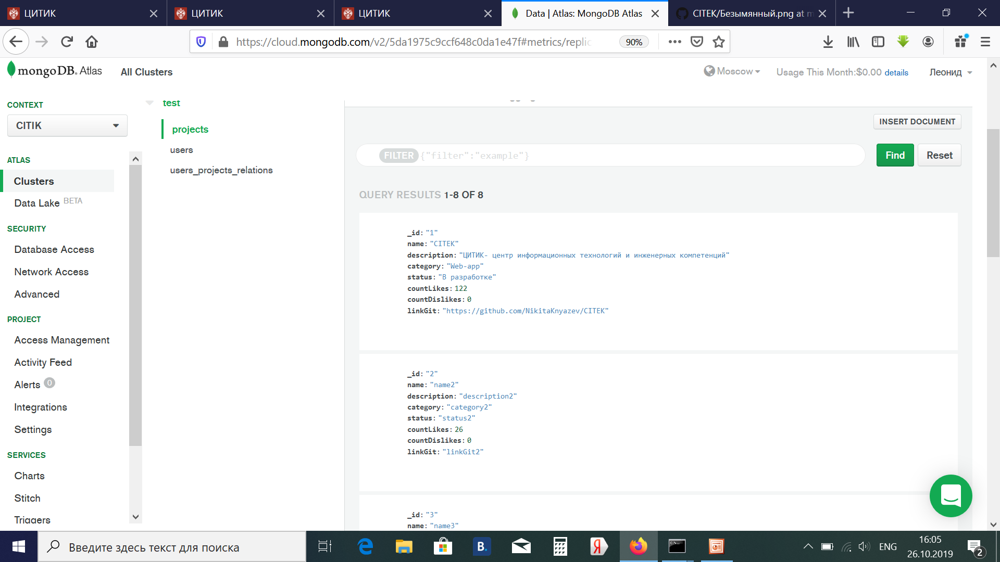 ЦИТИК
ЦИТИК
ЦИТИК
Data | Atlas: MongoDB Atlas
CITEK/Безымянный.png at m
https://cloud.mongodb.com/v2/5da1975c9ccf648c0da1e47f#metrics/replic
90%
mongoDB. Atlas
All Clusters
Moscow
Usage This Month:$0.00 details
Леонид
CONTEXT
CITIK
ATLAS
Clusters
Data Lake BETA
SECURITY
Database Access
Network Access
Advanced
PROJECT
Access Management
Activity Feed
Alerts 0
Integrations
Settings
SERVICES
Charts
Stitch
Triggers
test
projects
users
users_projects_relations
INSERT DOCUMENT
FILTER {"filter":"example"}
Find
Reset
QUERY RESULTS 1-8 OF 8
_id: "1"
name: "CITEK"
description: "ЦИТИК- центр информационных технологий и инженерных компетенций"
category: "Web-app"
status: "В разработке"
countLikes: 122
countDislikes: 0
linkGit: "https://github.com/NikitaKnyazev/CITEK"
_id: "2"
name: "name2"
description: "description2"
category: "category2"
status: "status2"
countLikes: 26
countDislikes: 0
linkGit: "linkGit2"
_id: "3"
name: "name3"
Введите здесь текст для поиска
B.
Я
ENG
16:05
26.10.2019
2